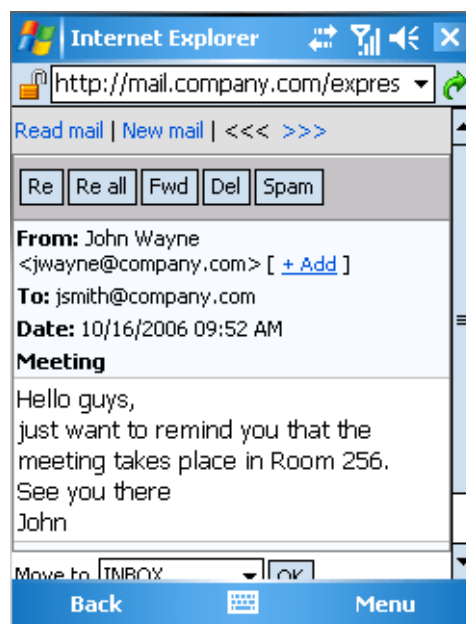 Internet Explorer
http://mail.company.com/expres
Read mail | New mail | <<< >>>
Re Re all Fwd Del Spam
From: John Wayne
<jwayne@company.com> [ + Add ]
To: jsmith@company.com
Date: 10/16/2006 09:52 AM
Meeting
Hello guys,
just want to remind you that the
meeting takes place in Room 256.
See you there
John
Move to INBOX OK
Back Menu